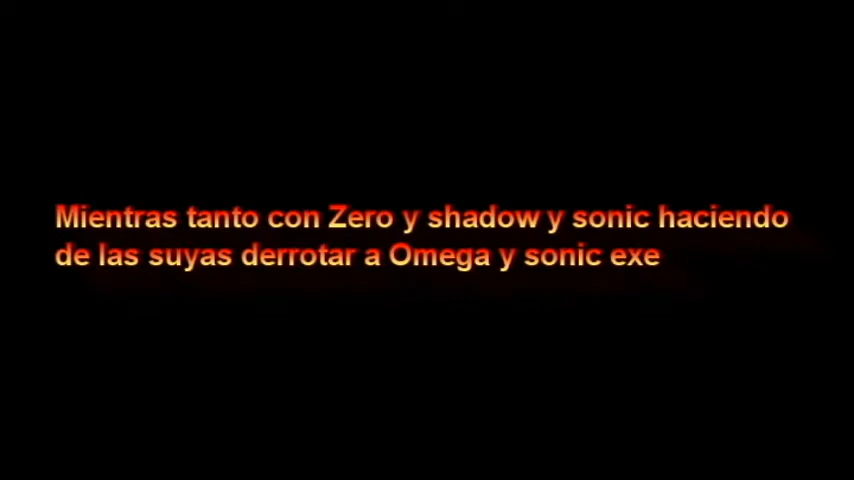 Mientras tanto con Zero y shadow y sonic haciendo
de las suyas derrotar a Omega y sonic exe